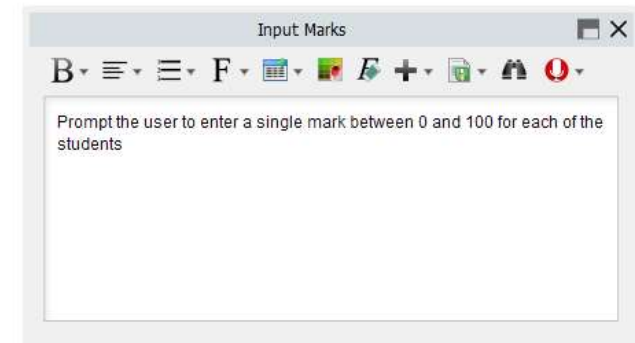 Input Marks
B F F
Prompt the user to enter a single mark between 0 and 100 for each of the
students